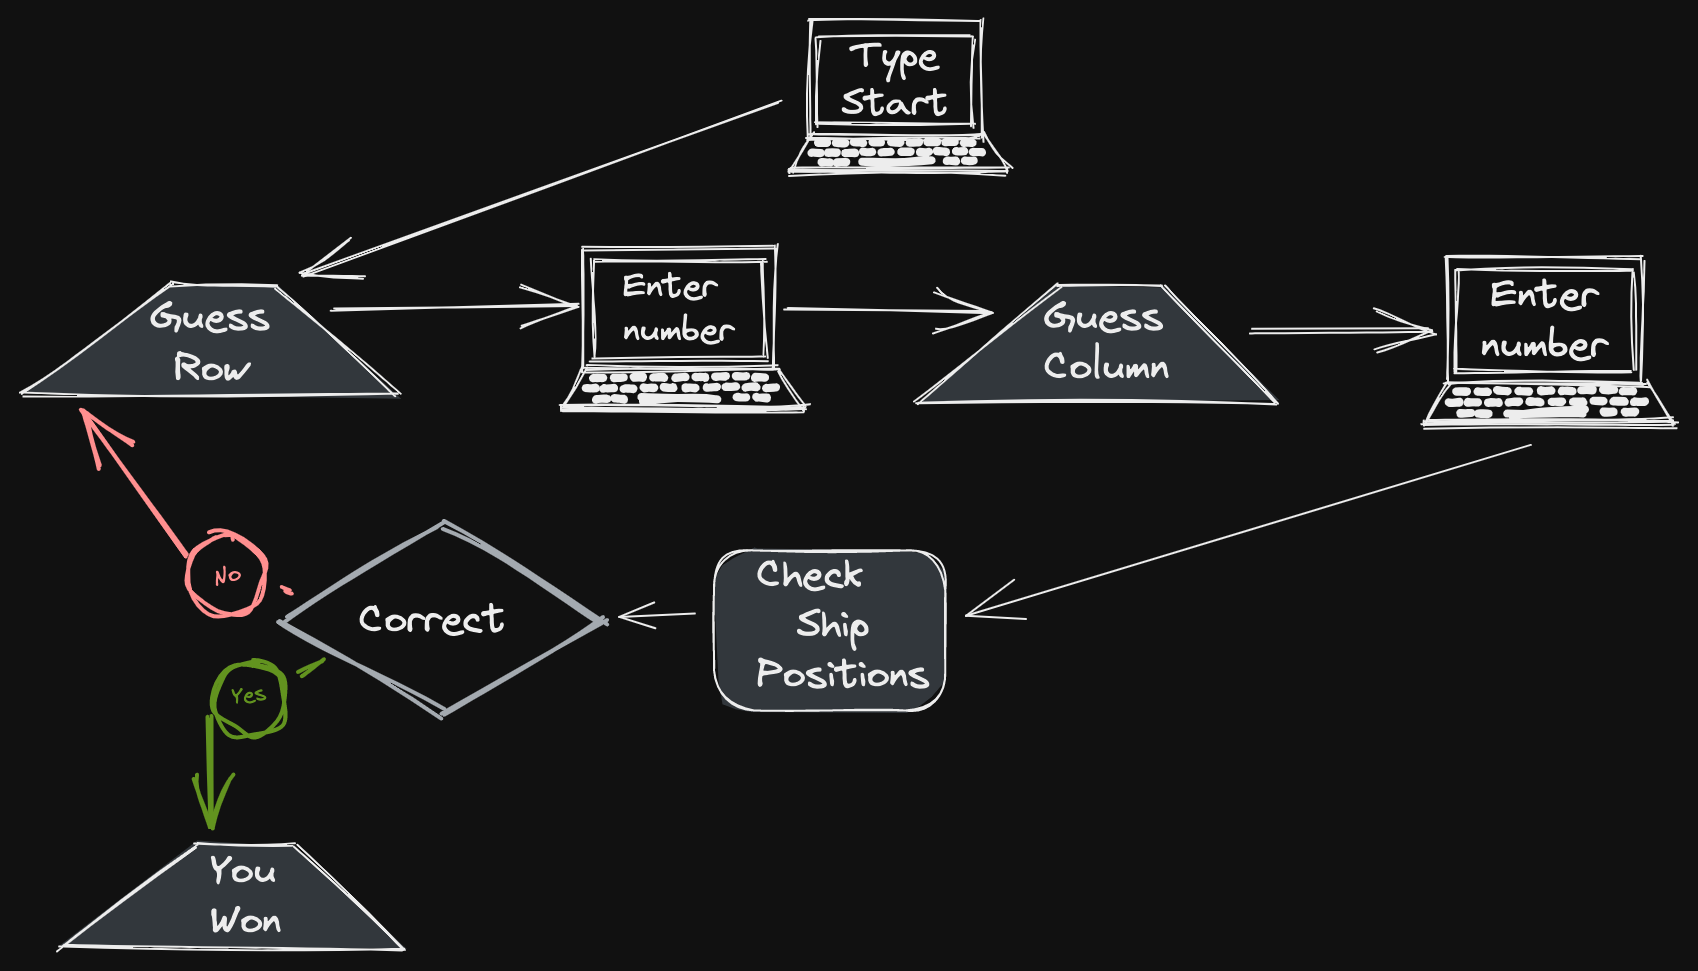 Type
Start
Guess
Row
Enter
number
Guess
Column
Enter
number
No
Correct
Check
Ship
Positions
Yes
You
Won